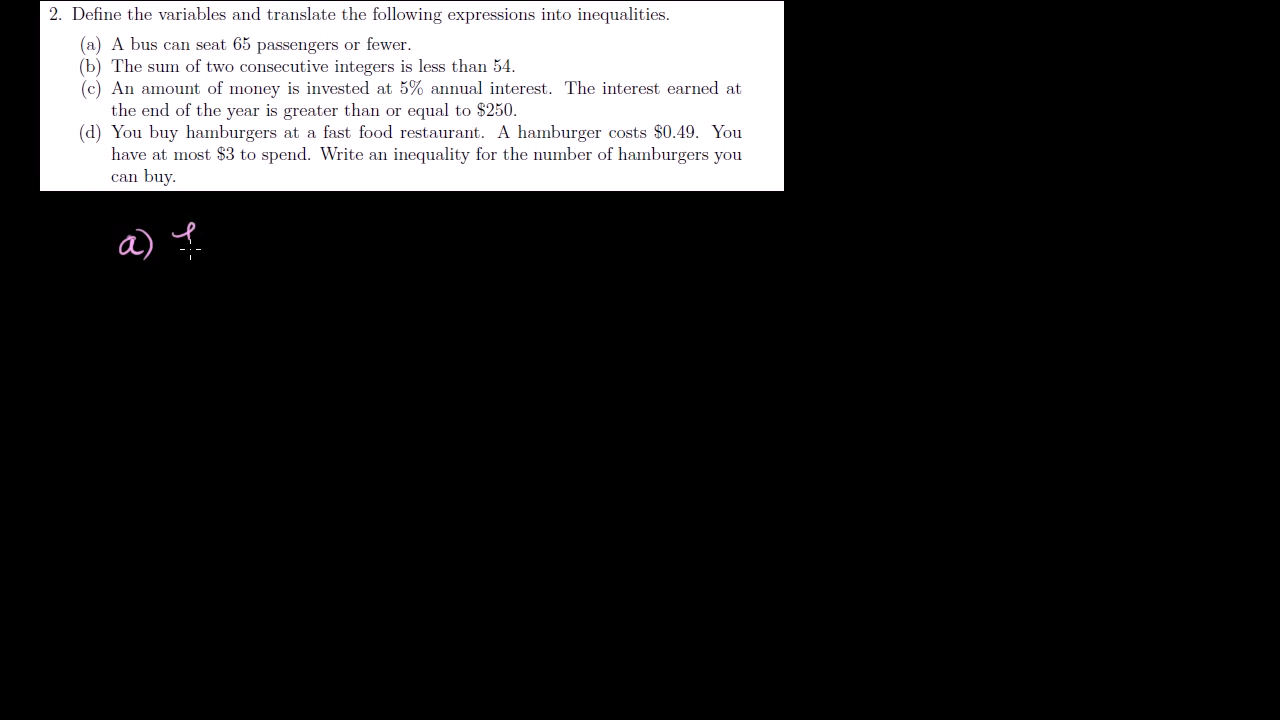 2. Define the variables and translate the following expressions into inequalities.
(a) A bus can seat 65 passengers or fewer.
(b) The sum of two consecutive integers is less than 54.
(c) An amount of money is invested at 5% annual interest. The interest earned at
the end of the year is greater than or equal to $250.
(d) You buy hamburgers at a fast food restaurant. A hamburger costs $0.49. You
have at most $3 to spend. Write an inequality for the number of hamburgers you
can buy.
a)